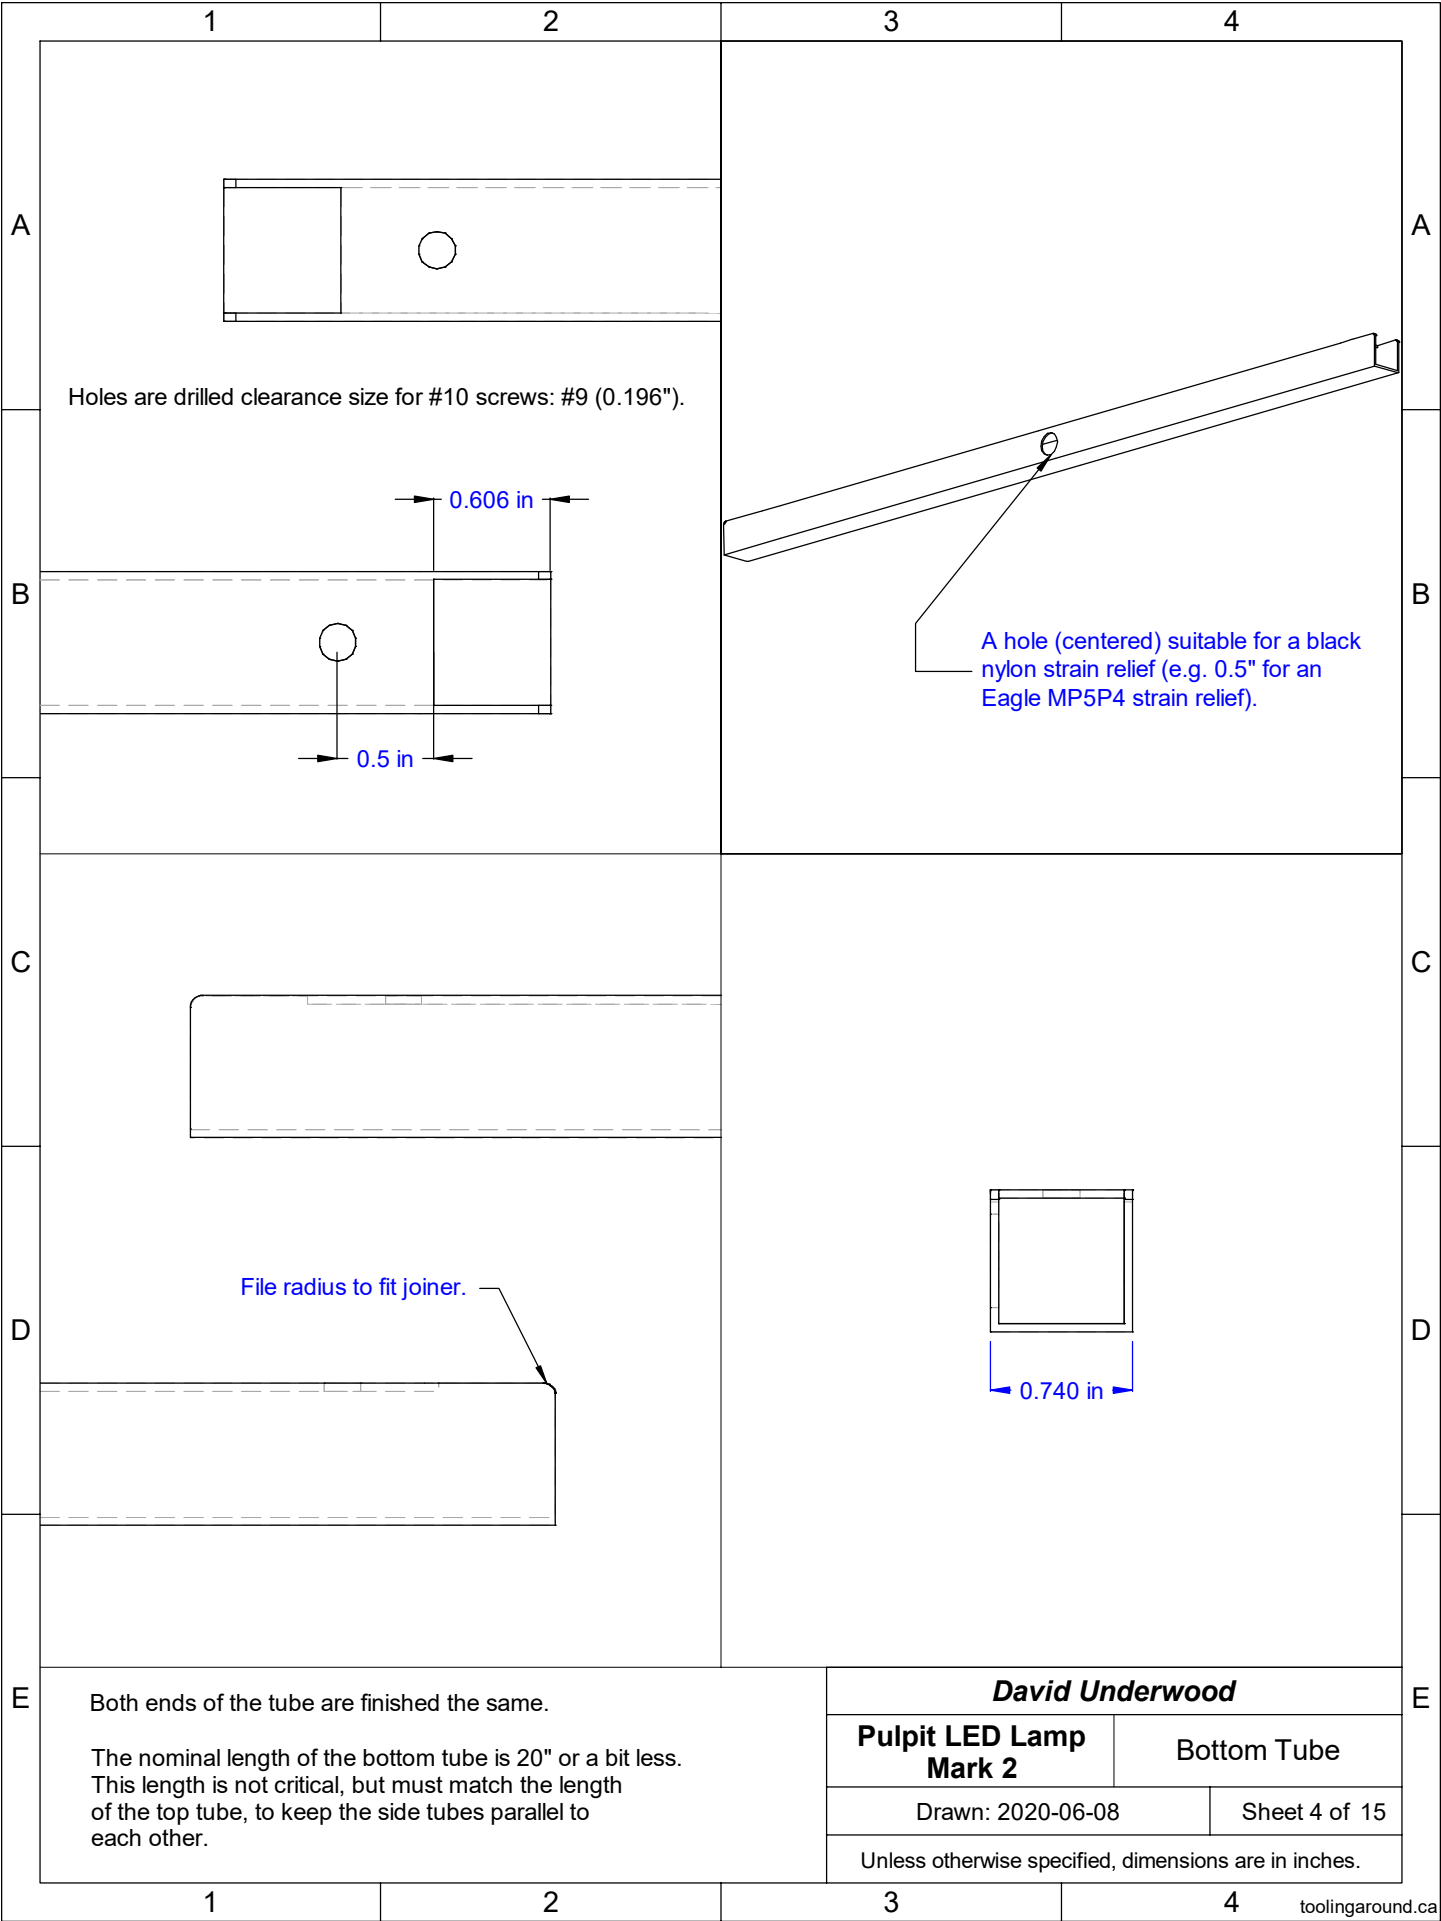 1 2 3 4
A A
Holes are drilled clearance size for #10 screws: #9 (0.196").
0.606 in
B B
A hole (centered) suitable for a black
nylon strain relief (e.g. 0.5" for an
Eagle MP5P4 strain relief).
0.5 in
C C
File radius to fit joiner.
D D
0.740 in
E E
Both ends of the tube are finished the same.
The nominal length of the bottom tube is 20" or a bit less.
This length is not critical, but must match the length
of the top tube, to keep the side tubes parallel to
each other.
David Underwood
Pulpit LED Lamp
Mark 2
Bottom Tube
Drawn: 2020-06-08
Sheet 4 of 15
Unless otherwise specified, dimensions are in inches.
1 2 3 4
toolingaround.ca